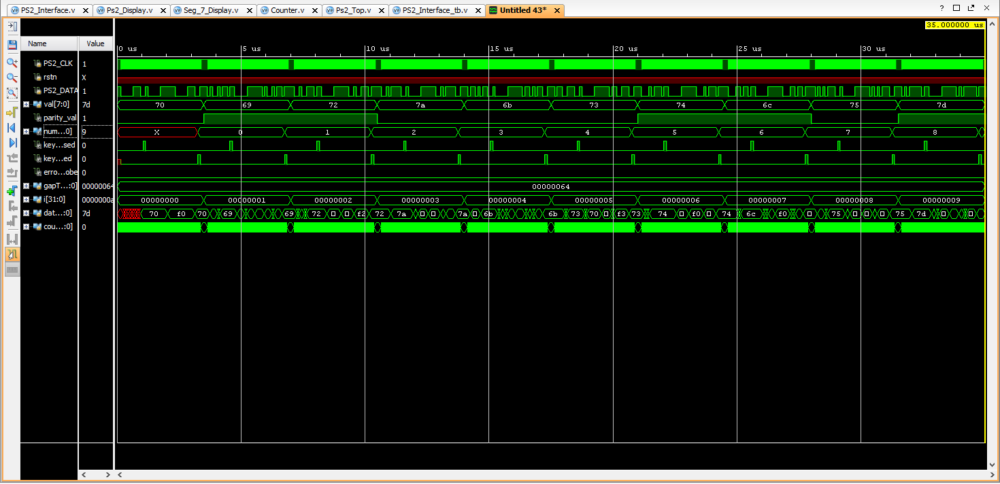 PS2_Interface.v Ps2_Display.v Seg_7_Display.v Counter.v Ps2_Top.v PS2_Interface_tb.v Untitled 43*
35.000000 us
Name Value
0 us 5 us 10 us 15 us 20 us 25 us 30 us
PS2_CLK 1
rstn X
PS2_DATA 1
val[7:0] 7d 70 69 72 7a 6b 73 74 6c 75 7d
parity_val 1
num...0] 9 X 0 1 2 3 4 5 6 7 8
key...sed 0
key...ed 0
erro...obe 0
gapT...:0] 00000064 00000064
i[31:0] 0000000a 00000000 00000001 00000002 00000003 00000004 00000005 00000006 00000007 00000008 00000009
dat...:0] 7d 70 f0 70 69 69 72 f2 72 7a 7a 6b 6b 73 70 f3 73 74 f0 74 6c f0 75 75 7d
cou...:0] 0